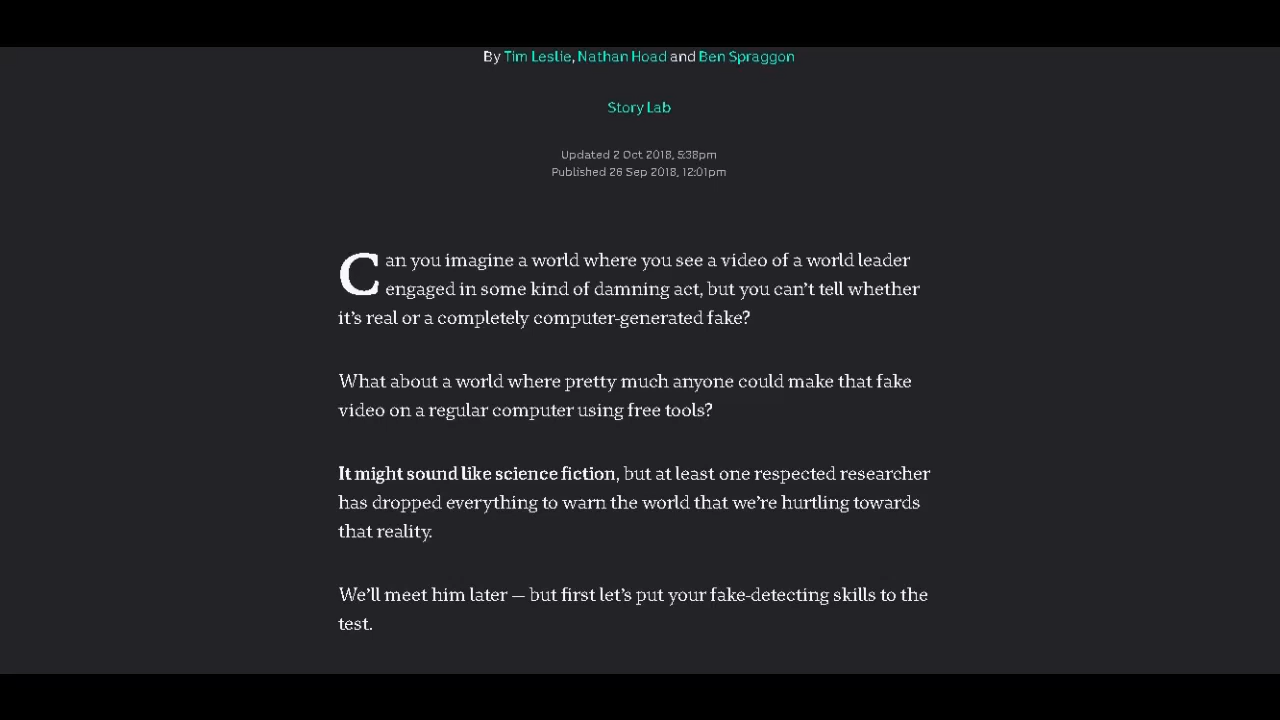 By Tim Leslie, Nathan Hoad and Ben Spraggon
Story Lab
Updated 2 Oct 2018, 5:38pm
Published 26 Sep 2018, 12:01pm
Can you imagine a world where you see a video of a world leader
engaged in some kind of damning act, but you can't tell whether
it's real or a completely computer-generated fake?
What about a world where pretty much anyone could make that fake
video on a regular computer using free tools?
It might sound like science fiction, but at least one respected researcher
has dropped everything to warn the world that we're hurtling towards
that reality.
We'll meet him later — but first let's put your fake-detecting skills to the
test.